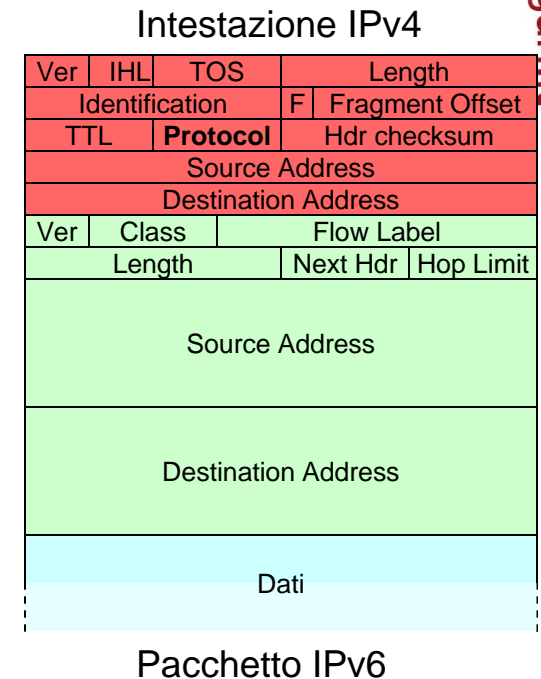 Intestazione IPv4
Ver IHL TOS Length
Identification F Fragment Offset
TTL Protocol Hdr checksum
Source Address
Destination Address
Ver Class Flow Label
Length Next Hdr Hop Limit
Source Address
Destination Address
Dati
Pacchetto IPv6